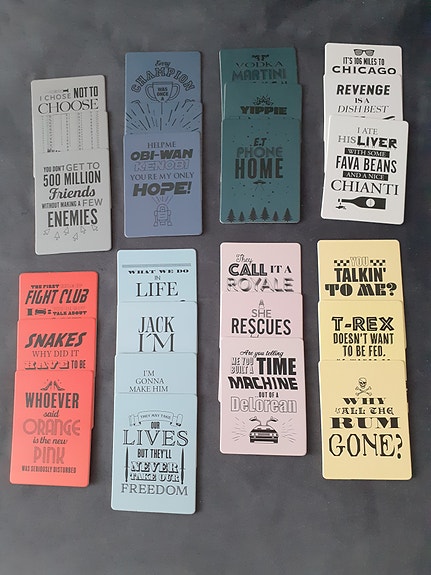 I CHOSE NOT TO
CHOOSE
YOU DON'T GET TO
500 MILLION
Friends
WITHOUT MAKING A FEW
ENEMIES
Every
CHAMPION
WAS ONCE A
HELP ME
OBI-WAN
KENOBI
YOU'RE MY ONLY
HOPE!
VODKA
MARTINI
YIPPIE
E.T
PHONE
HOME
IT'S 106 MILES TO
CHICAGO
REVENGE
IS A
DISH BEST
I ATE
HIS LIVER
WITH SOME
FAVA BEANS
AND A NICE
CHIANTI
THE FIRST
FIGHT CLUB
TALK ABOUT
SNAKES
WHY DID IT
HAVE TO BE
WHOEVER
said
ORANGE
is the new
PINK
WAS SERIOUSLY DISTURBED
WHAT WE DO
IN
LIFE
JACK
I'M
I'M
GONNA
MAKE HIM
THEY MAY TAKE
OUR
LIVES
BUT THEY'LL
NEVER
TAKE OUR
FREEDOM
They
CALL IT A
ROYALE
SHE
RESCUES
Are you telling
ME YOU
BUILT A TIME
MACHINE
OUT OF A
DeLorean
YOU
TALKIN'
TO ME?
T-REX
DOESN'T WANT
TO BE FED.
WHY
IS ALL THE
RUM
GONE?